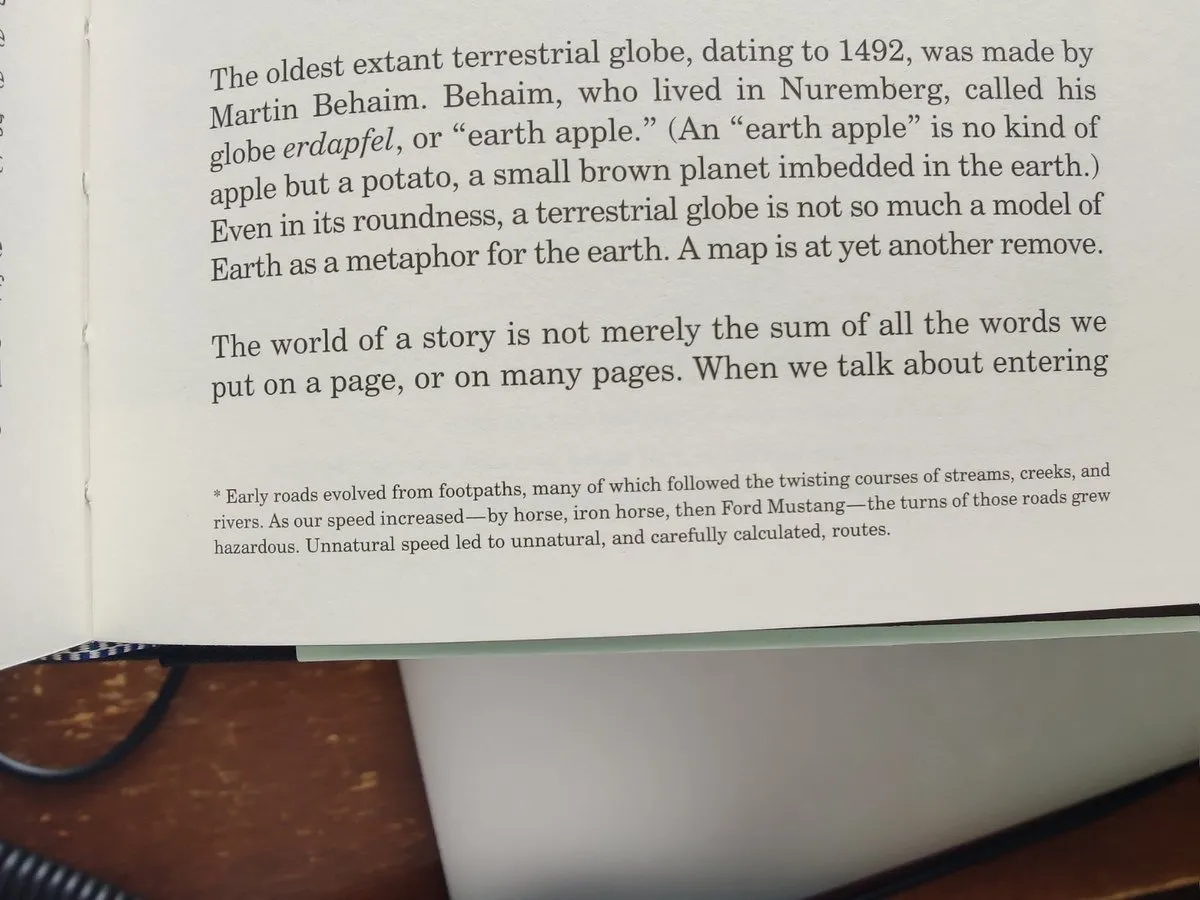 The oldest extant terrestrial globe, dating to 1492, was made by
Martin Behaim. Behaim, who lived in Nuremberg, called his
globe erdapfel, or “earth apple.” (An “earth apple” is no kind of
apple but a potato, a small brown planet imbedded in the earth.)
Even in its roundness, a terrestrial globe is not so much a model of
Earth as a metaphor for the earth. A map is at yet another remove.
The world of a story is not merely the sum of all the words we
put on a page, or on many pages. When we talk about entering
* Early roads evolved from footpaths, many of which followed the twisting courses of streams, creeks, and
rivers. As our speed increased—by horse, iron horse, then Ford Mustang—the turns of those roads grew
hazardous. Unnatural speed led to unnatural, and carefully calculated, routes.